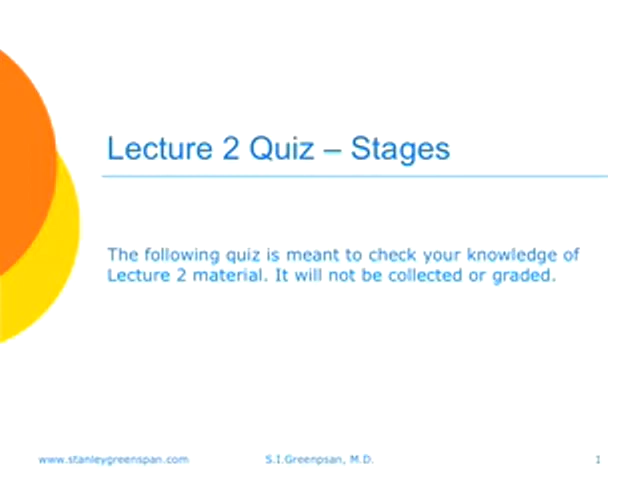 Lecture 2 Quiz – Stages
The following quiz is meant to check your knowledge of
Lecture 2 material. It will not be collected or graded.
www.stanleygreenspan.com S.I.Greenpsan, M.D. 1